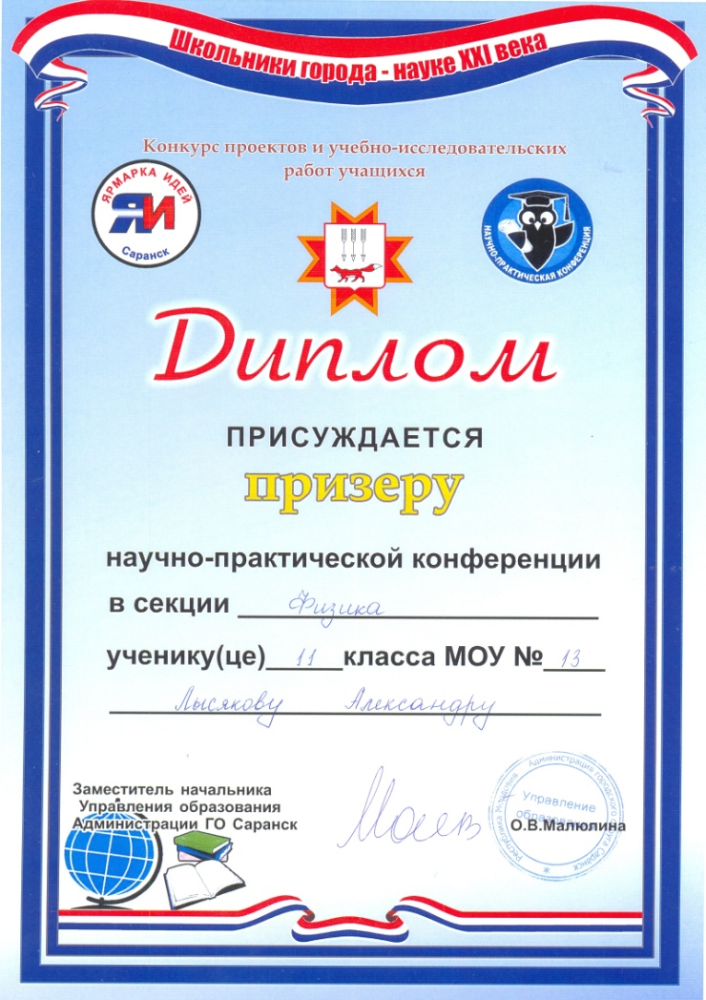 Школьники города - науке XXI века
Конкурс проектов и учебно-исследовательских
работ учащихся
ЯРМАРКА ИДЕЙ
ЯИ
Саранск
НАУЧНО-ПРАКТИЧЕСКАЯ КОНФЕРЕНЦИЯ
Диплом
ПРИСУЖДАЕТСЯ
призеру
научно-практической конференции
в секции Физика
ученику(це) 11 класса МОУ № 13
Лысякову Александру
Заместитель начальника
Управления образования
Администрации ГО Саранск
О.В.Малюлина
Администрация городского округа Саранск
Республика Мордовия
Управление
образования